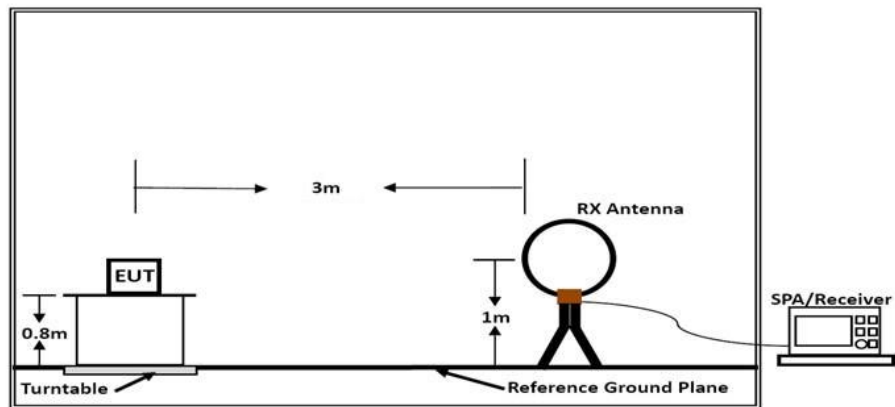 3m
RX Antenna
EUT
SPA/Receiver
0.8m
1m
Turntable
Reference Ground Plane